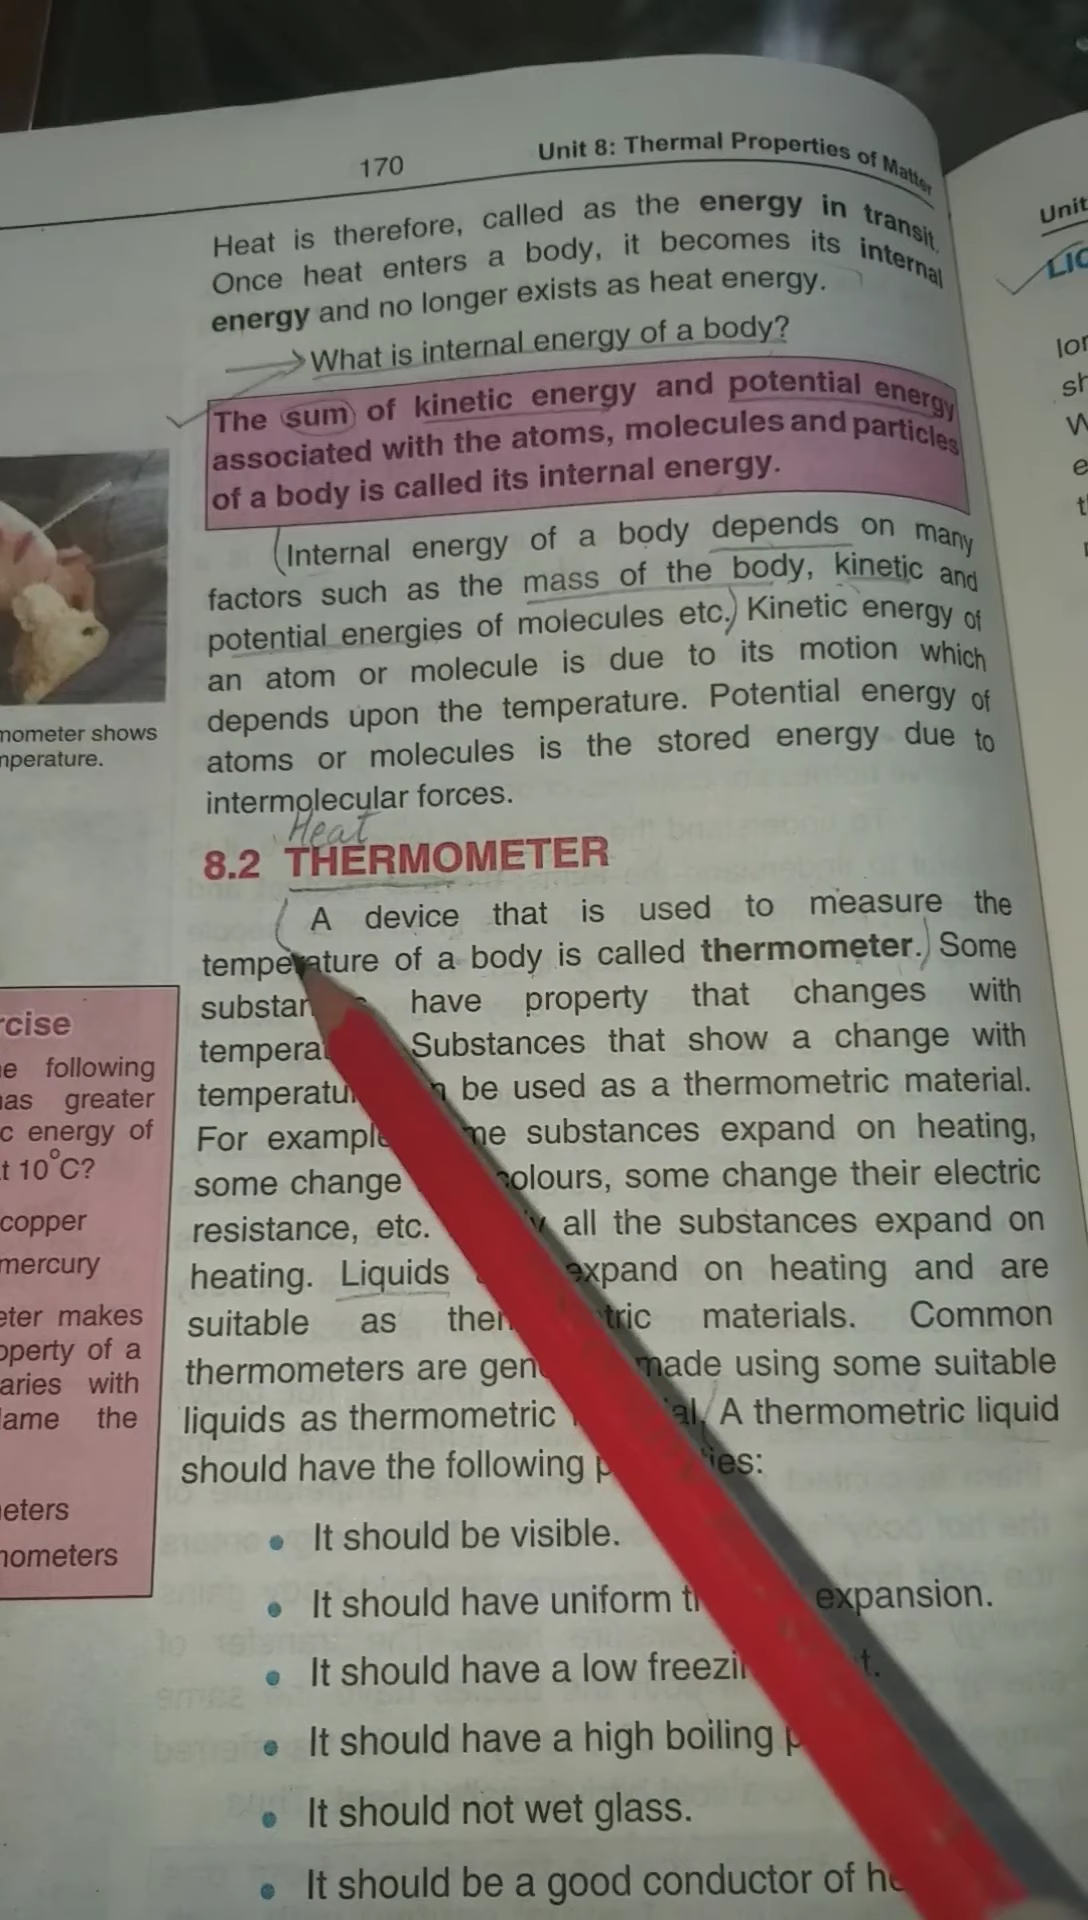 170
Unit 8: Thermal Properties of Matter
Heat is therefore, called as the energy in transit.
Once heat enters a body, it becomes its internal
energy and no longer exists as heat energy.
What is internal energy of a body?
The sum of kinetic energy and potential energy
associated with the atoms, molecules and particles
of a body is called its internal energy.
Internal energy of a body depends on many
factors such as the mass of the body, kinetic and
potential energies of molecules etc. Kinetic energy of
an atom or molecule is due to its motion which
depends upon the temperature. Potential energy of
atoms or molecules is the stored energy due to
intermolecular forces.
Heat
8.2 THERMOMETER
A device that is used to measure the
temperature of a body is called thermometer. Some
have property that changes with
Substances that show a change with
be used as a thermometric material.
For substances expand on heating,
some change colours, some change their electric
resistance, etc. all the substances expand on
heating. Liquids expand on heating and are
suitable as materials. Common
thermometers are made using some suitable
liquids as thermometric A thermometric liquid
should have the following
It should be visible.
It should have uniform expansion.
It should have a low
It should have a high boiling
It should not wet glass.
It should be a good conductor of
mometer shows
mperature.
rcise
following
has greater
c energy of
t 10°C?
copper
mercury
eter makes
operty of a
aries with
the
eters
mometers
Unit